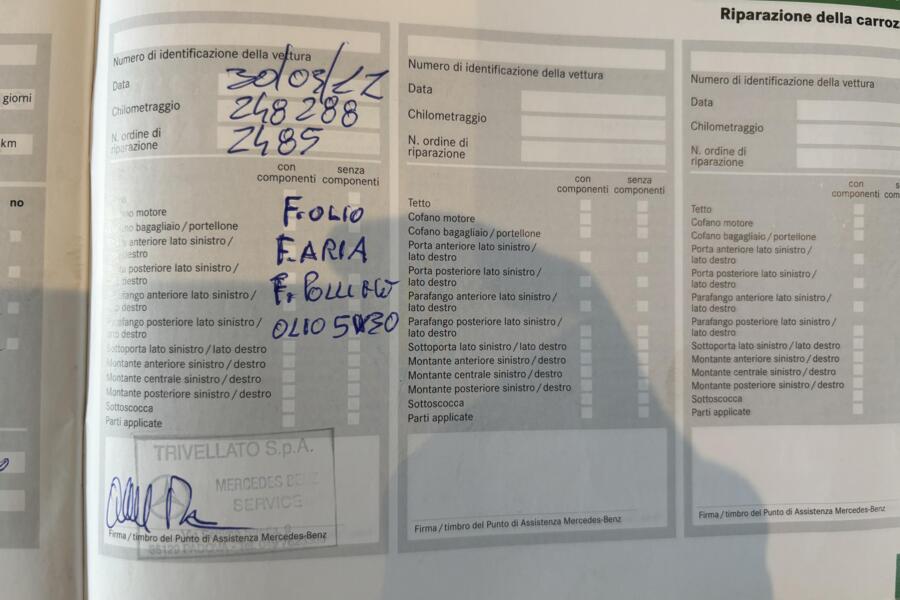 Riparazione della carroz
giorni
km
no
Numero di identificazione della vettura
Data 30/03/22
Chilometraggio 248288
N. ordine di
riparazione 2485
con
componenti
senza
componenti
no motore
no bagagliaio / portellone
anteriore lato sinistro /
destro
posteriore lato sinistro /
destro
afango anteriore lato sinistro /
destro
afango posteriore lato sinistro /
lato destro
Sottoporta lato sinistro / lato destro
Montante anteriore sinistro / destro
Montante centrale sinistro / destro
Montante posteriore sinistro / destro
Sottoscocca
Parti applicate
F. OLIO
F. ARIA
F.
OLIO 5W30
TRIVELLATO S.p.A.
MERCEDES BENZ
SERVICE
Firma / timbro del Punto di Assistenza Mercedes-Benz
Numero di identificazione della vettura
Data
Chilometraggio
N. ordine di
riparazione
con
componenti
senza
componenti
Tetto
Cofano motore
Cofano bagagliaio / portellone
Porta anteriore lato sinistro /
lato destro
Porta posteriore lato sinistro /
lato destro
Parafango anteriore lato sinistro /
lato destro
Parafango posteriore lato sinistro /
lato destro
Sottoporta lato sinistro / lato destro
Montante anteriore sinistro / destro
Montante centrale sinistro / destro
Montante posteriore sinistro / destro
Sottoscocca
Parti applicate
Firma / timbro del Punto di Assistenza Mercedes-Benz
Numero di identificazione della vettura
Data
Chilometraggio
N. ordine di
riparazione
con
componenti
s
com
Tetto
Cofano motore
Cofano bagagliaio / portellone
Porta anteriore lato sinistro /
lato destro
Porta posteriore lato sinistro /
lato destro
Parafango anteriore lato sinistro /
lato destro
Parafango posteriore lato sinistro /
lato destro
Sottoporta lato sinistro / lato destro
Montante anteriore sinistro / destro
Montante centrale sinistro / destro
Montante posteriore sinistro / destro
Sottoscocca
Parti applicate
Firma / timbro del Punto di Assistenza Mercedes-Benz